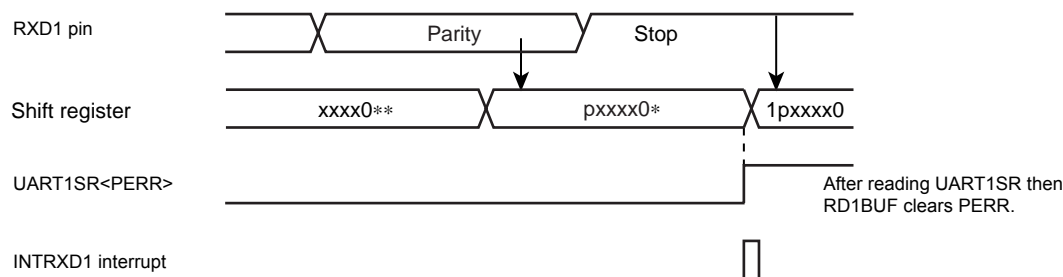 RXD1 pin
Parity
Stop
Shift register
xxxx0**
pxxxx0*
1pxxxx0
UART1SR<PERR>
After reading UART1SR then
RD1BUF clears PERR.
INTRXD1 interrupt